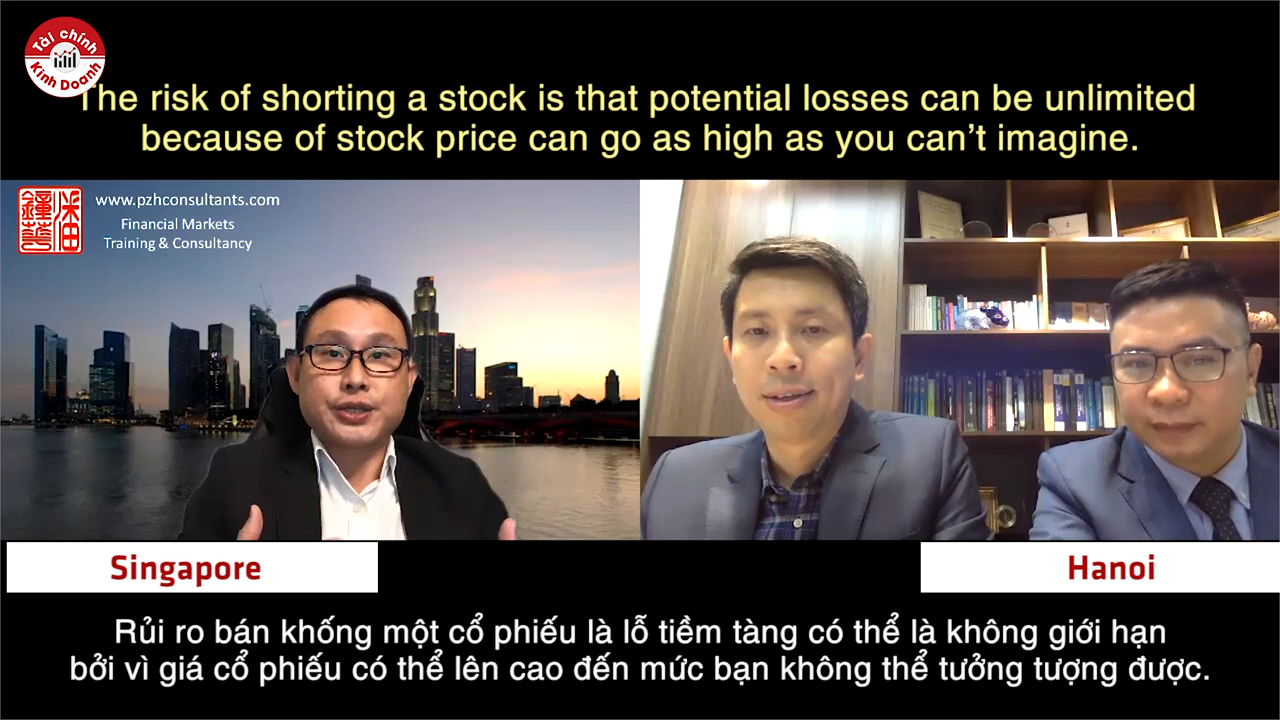 Tài chính
Kinh Doanh
The risk of shorting a stock is that potential losses can be unlimited
because of stock price can go as high as you can't imagine.
www.pzhconsultants.com
Financial Markets
Training & Consultancy
Singapore
Hanoi
Rủi ro bán khống một cổ phiếu là lỗ tiềm tàng có thể là không giới hạn
bởi vì giá cổ phiếu có thể lên cao đến mức bạn không thể tưởng tượng được.